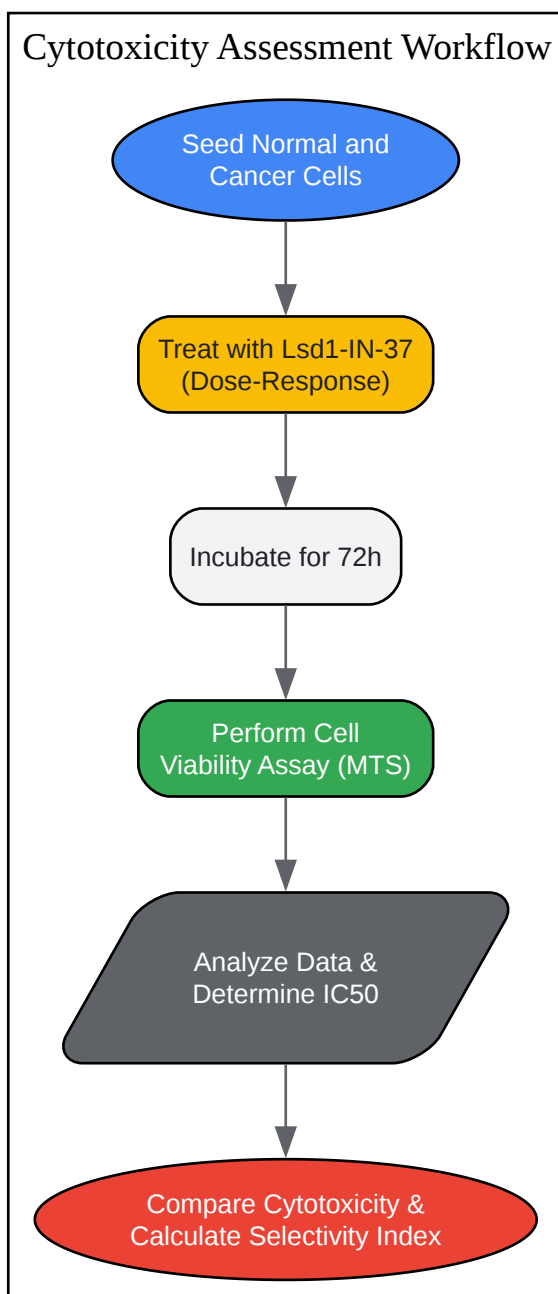 Cytotoxicity Assessment Workflow
Seed Normal and
Cancer Cells
Treat with Lsd1-IN-37
(Dose-Response)
Incubate for 72h
Perform Cell
Viability Assay (MTS)
Analyze Data &
Determine IC50
Compare Cytotoxicity &
Calculate Selectivity Index